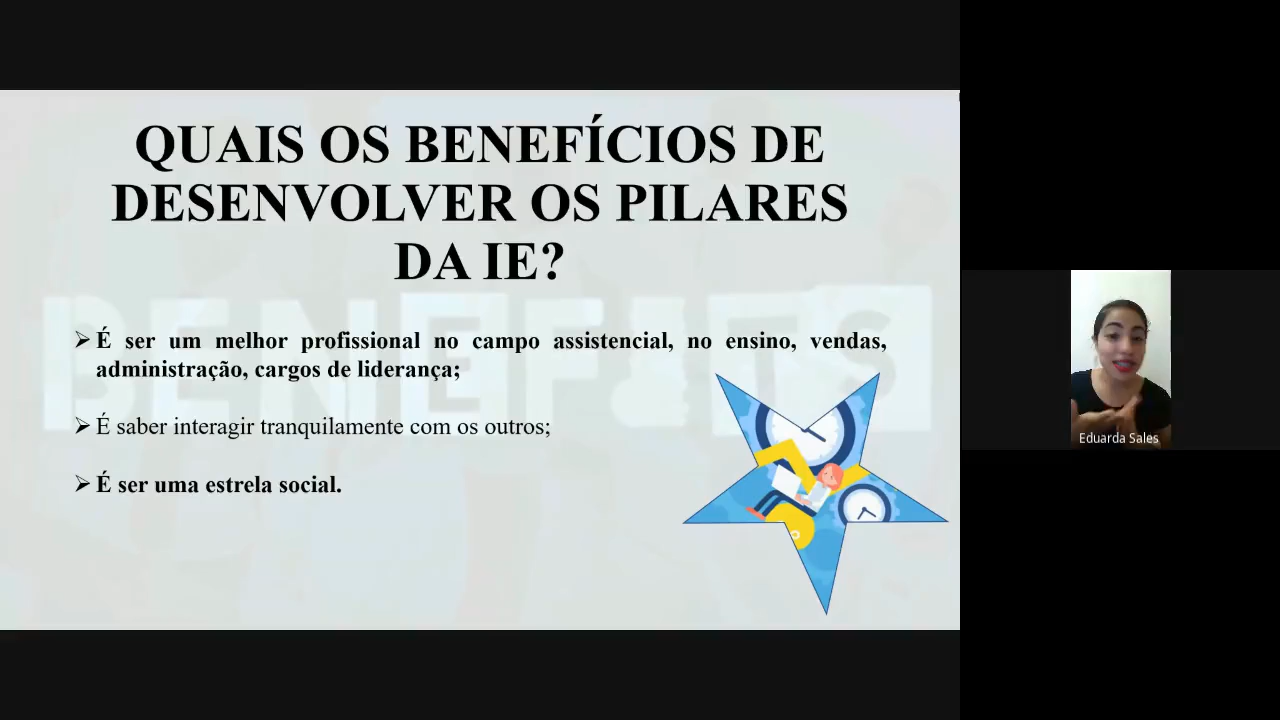 QUAIS OS BENEFÍCIOS DE
DESENVOLVER OS PILARES
DA IE?
BENEFITS
➢ É ser um melhor profissional no campo assistencial, no ensino, vendas,
administração, cargos de liderança;
➢ É saber interagir tranquilamente com os outros;
➢ É ser uma estrela social.
Eduarda Sales